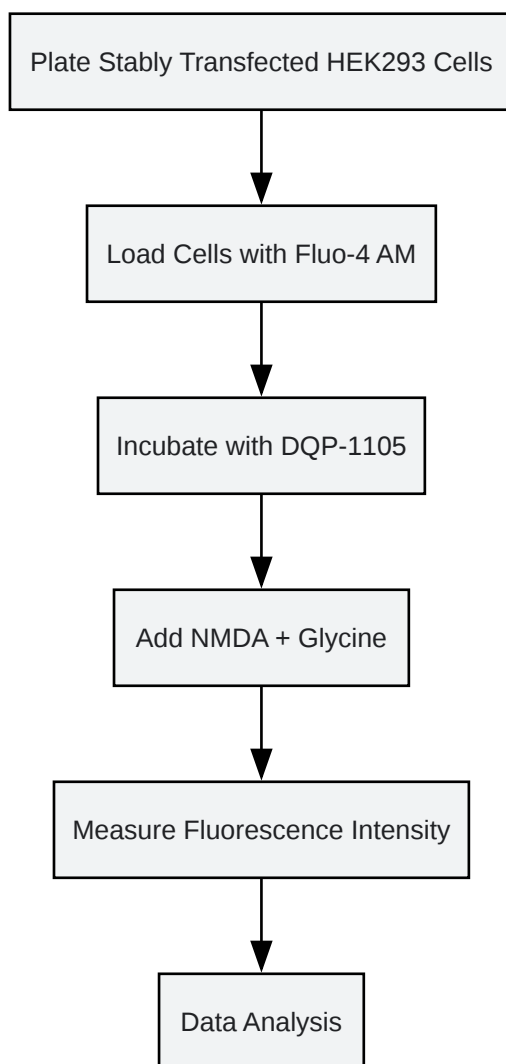 Plate Stably Transfected HEK293 Cells
Load Cells with Fluo-4 AM
Incubate with DQP-1105
Add NMDA + Glycine
Measure Fluorescence Intensity
Data Analysis